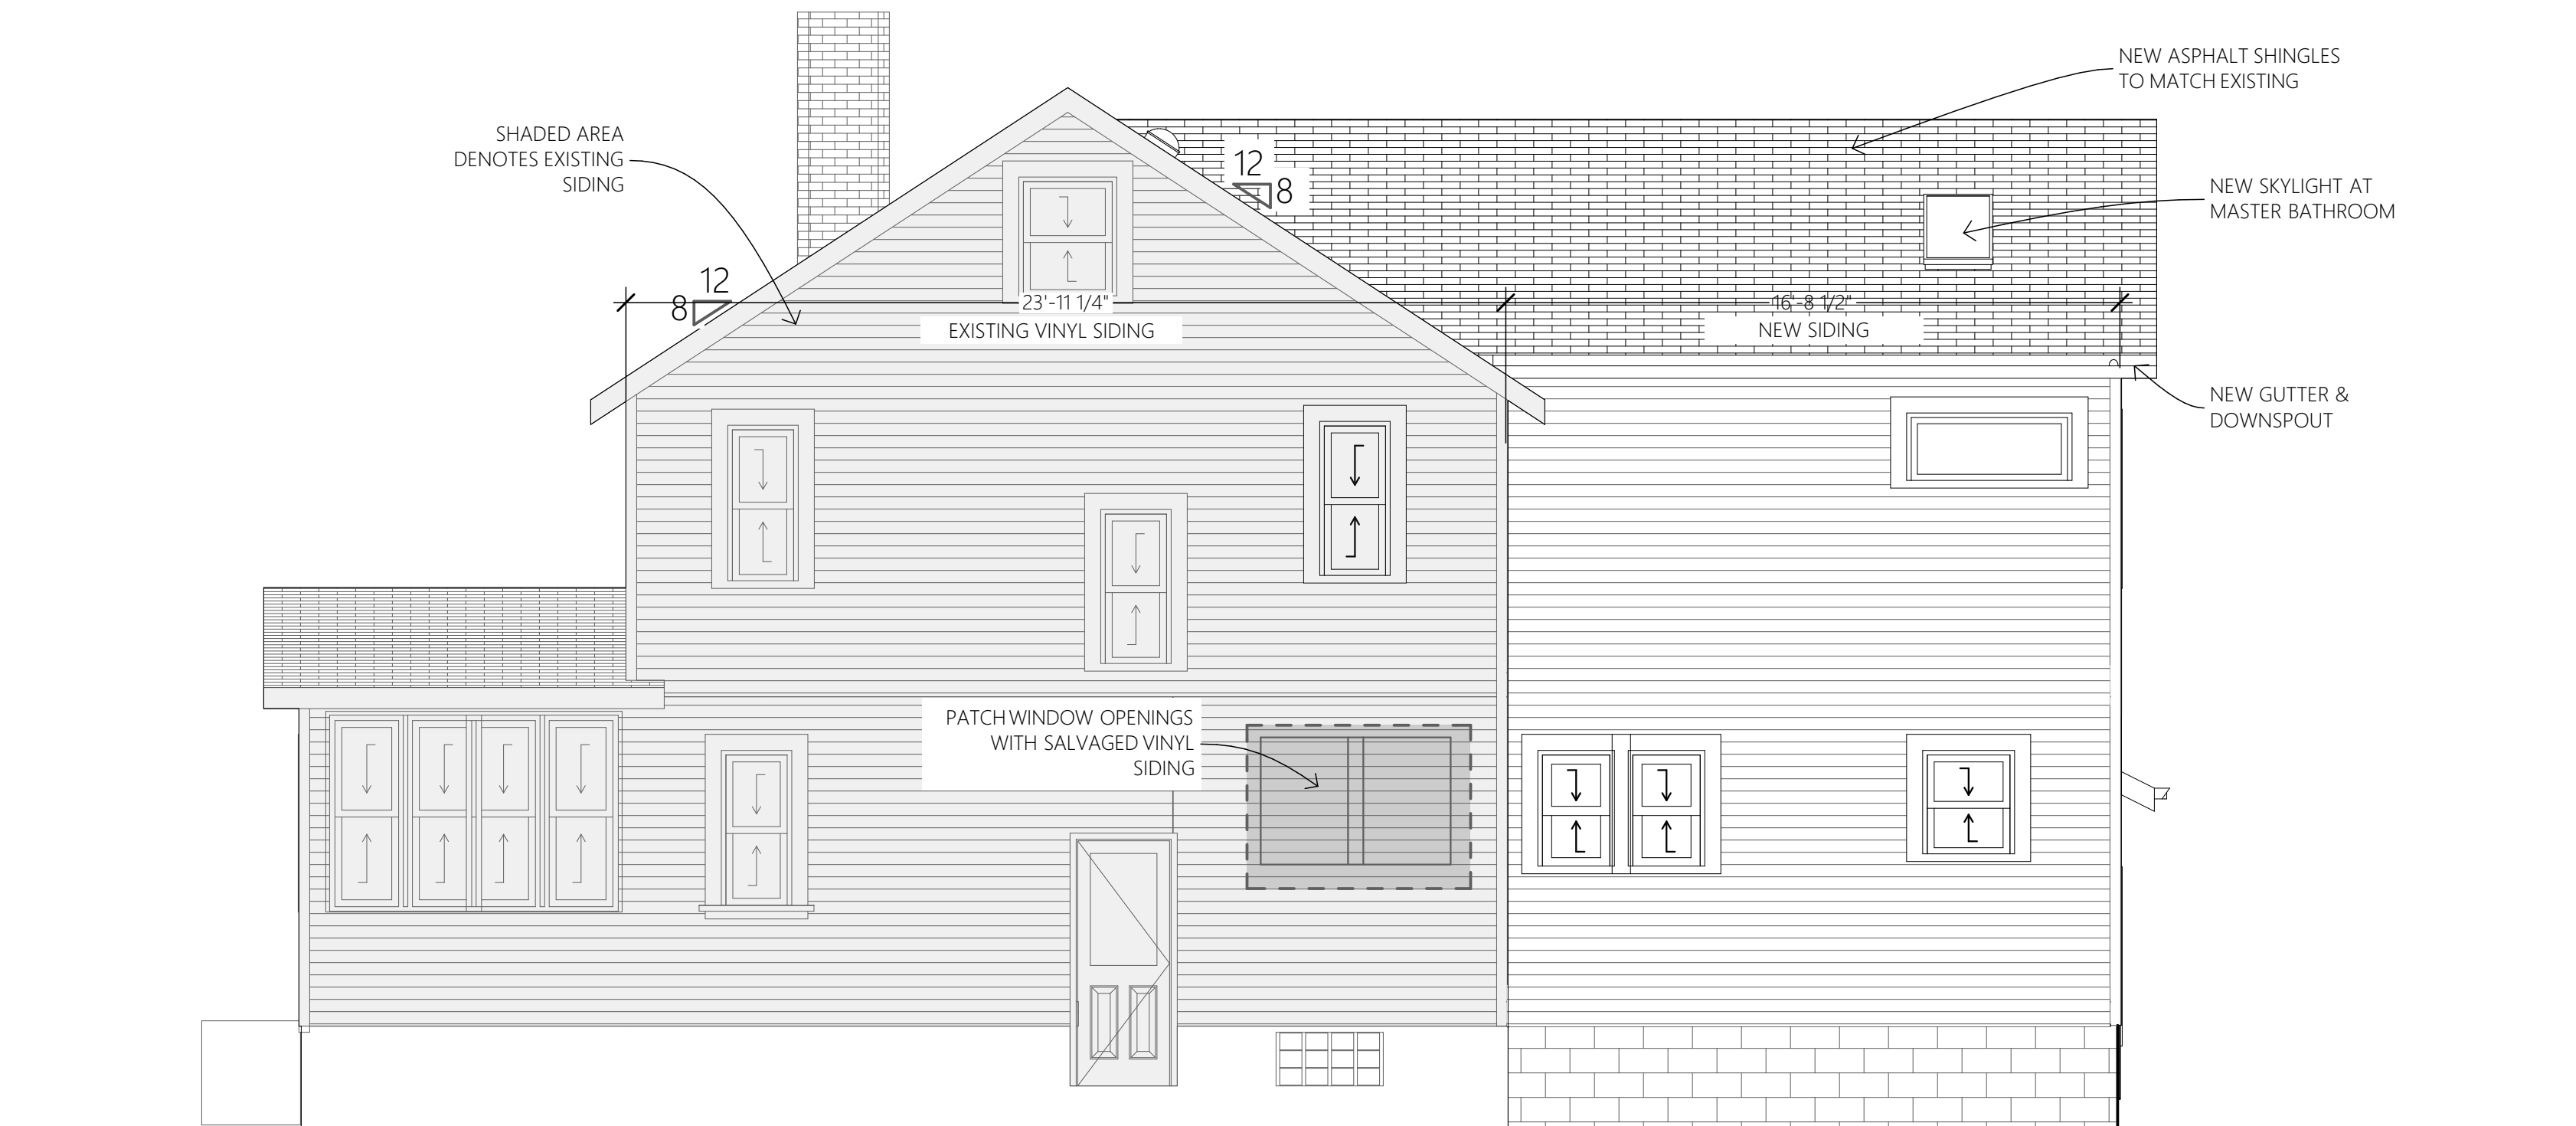 NEW ASPHALT SHINGLES
TO MATCH EXISTING
SHADED AREA
DENOTES EXISTING
SIDING
12
8
NEW SKYLIGHT AT
MASTER BATHROOM
12
8
23'-11 1/4"
16'-8 1/2"
EXISTING VINYL SIDING
NEW SIDING
NEW GUTTER &
DOWNSPOUT
PATCH WINDOW OPENINGS
WITH SALVAGED VINYL
SIDING